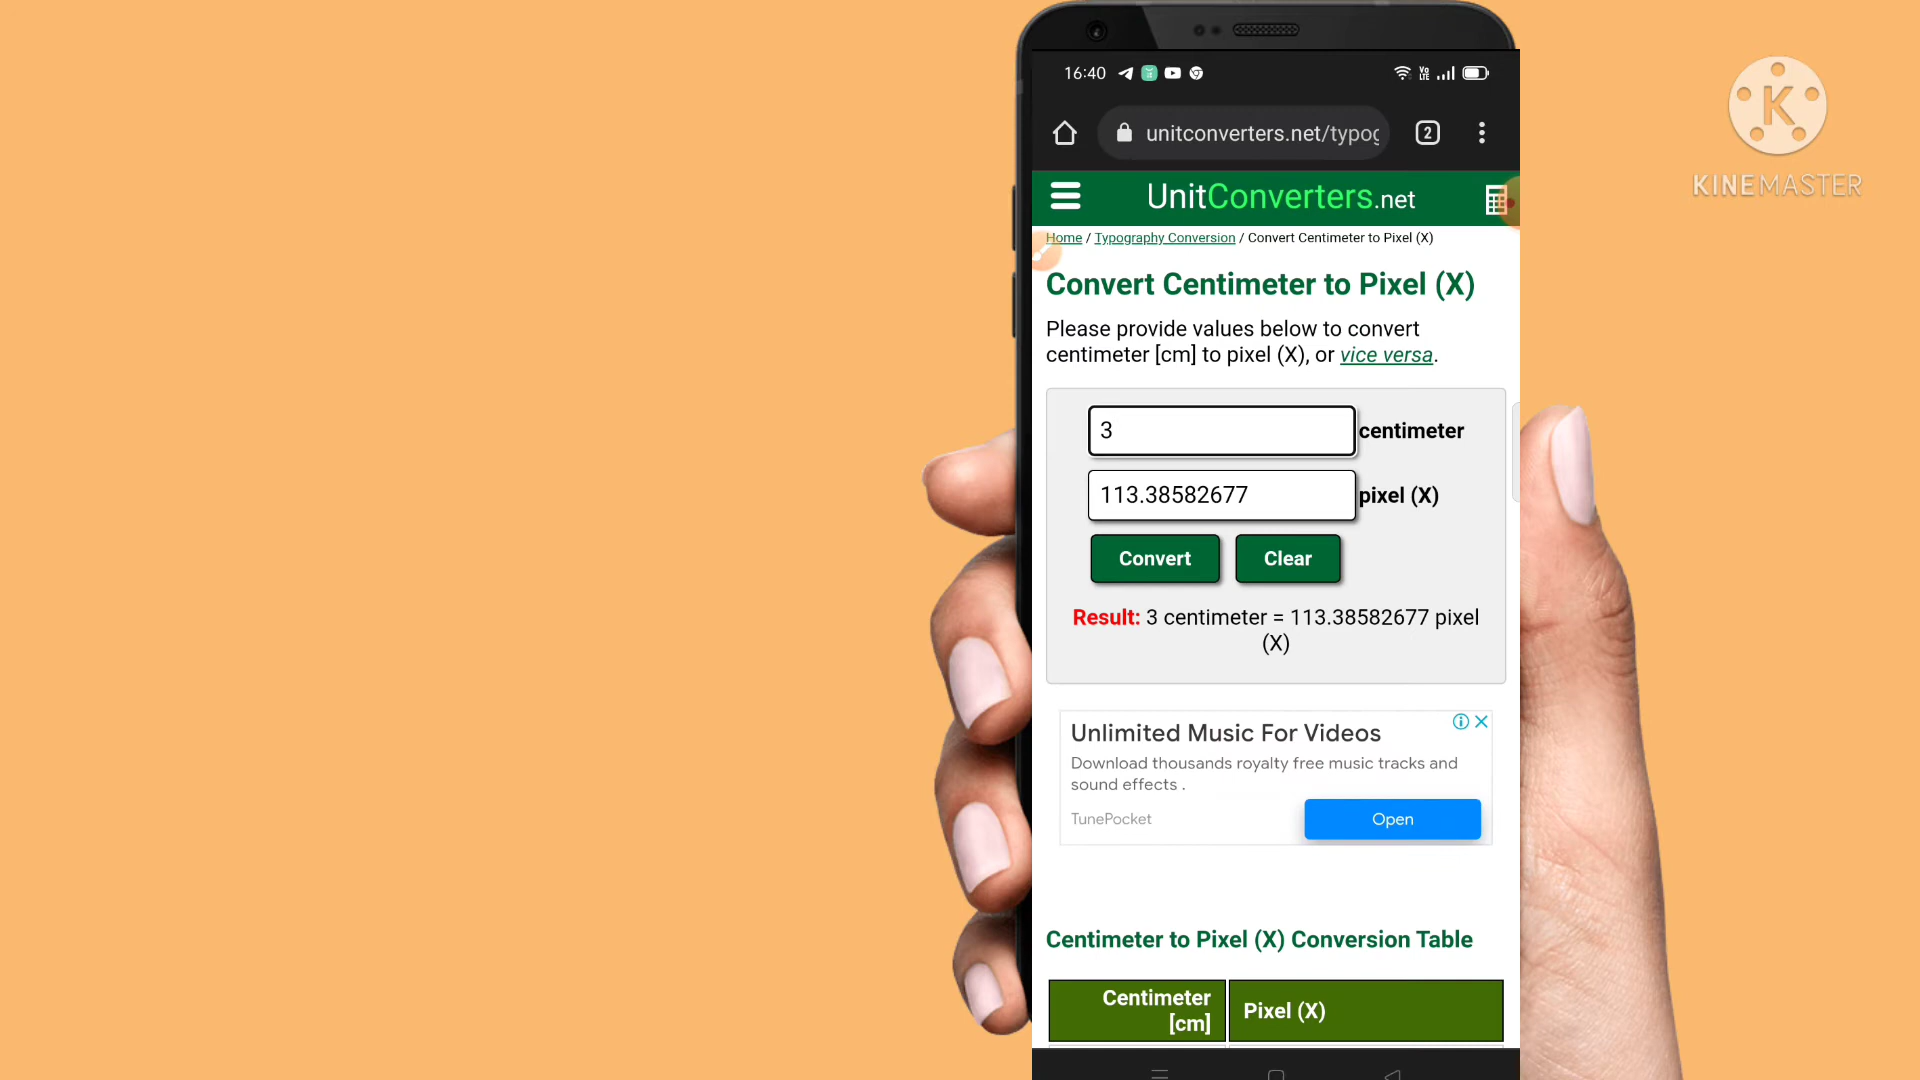 16:40
unitconverters.net/typog
2
UnitConverters.net
Home / Typography Conversion / Convert Centimeter to Pixel (X)
Convert Centimeter to Pixel (X)
Please provide values below to convert
centimeter [cm] to pixel (X), or vice versa.
3 centimeter
113.38582677 pixel (X)
Convert Clear
Result: 3 centimeter = 113.38582677 pixel
(X)
Unlimited Music For Videos
Download thousands royalty free music tracks and
sound effects .
TunePocket Open
Centimeter to Pixel (X) Conversion Table
Centimeter
[cm]
Pixel (X)
K
KINEMASTER